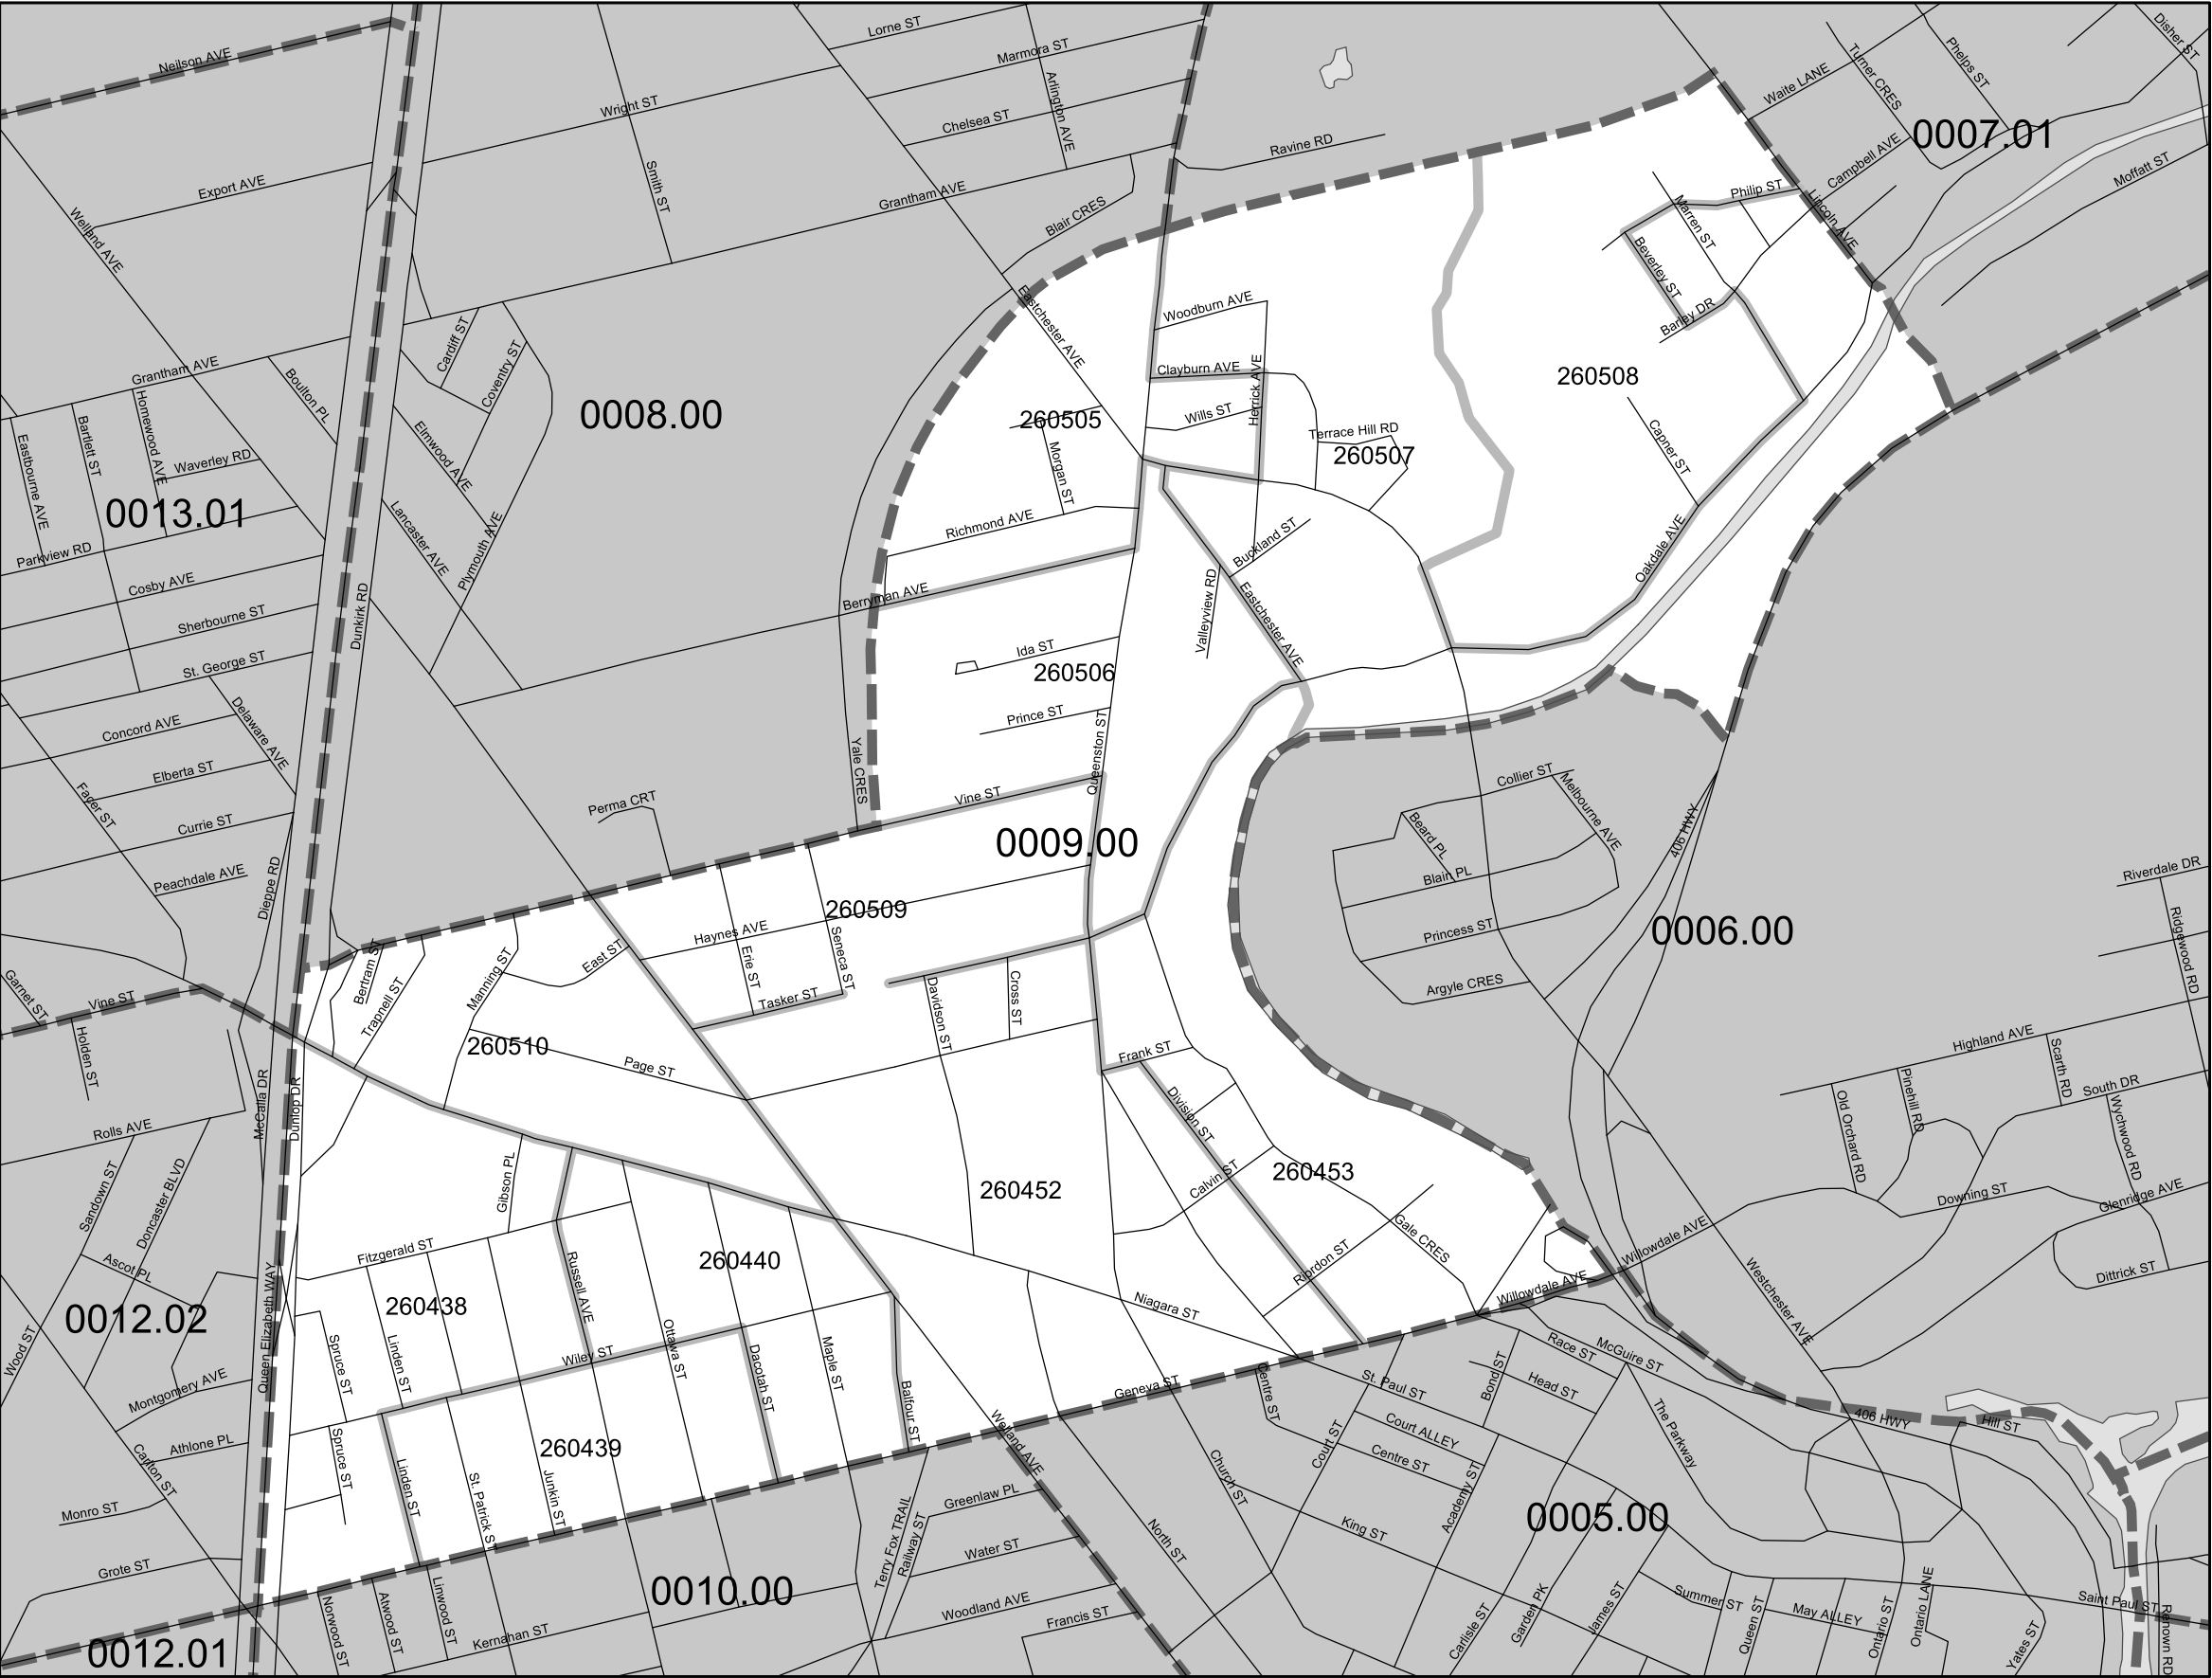 Neilson AVE
Lorne ST
Marmora ST
Arlington AVE
Chelsea ST
Wright ST
Smith ST
Export AVE
Welland AVE
Grantham AVE
Blair CRES
Ravine RD
Waite LANE
Turner CRES
Phelps ST
Disher ST
0007.01
Campbell AVE
Moffatt ST
Philip ST
Lincoln AVE
Marren ST
Beverley ST
Barley DR
Eastchester AVE
Woodburn AVE
Clayburn AVE
Herrick AVE
Wills ST
Terrace Hill RD
260507
260508
Capner ST
Oakdale AVE
260505
Morgan ST
Richmond AVE
Berryman AVE
Buckland ST
Valleyview RD
Eastchester AVE
Ida ST
260506
Prince ST
Queenston ST
Yale CRES
Vine ST
0009.00
0008.00
Cardiff ST
Coventry ST
Elmwood AVE
Lancaster AVE
Plymouth AVE
Dunkirk RD
Grantham AVE
Boulton PL
Homewood AVE
Bartlett ST
Eastbourne AVE
Waverley RD
0013.01
Parkview RD
Cosby AVE
Sherbourne ST
St. George ST
Delaware AVE
Concord AVE
Elberta ST
Facer ST
Currie ST
Peachdale AVE
Dieppe RD
Garnet ST
Vine ST
Holden ST
Rolls AVE
McCalla DR
Dunlop DR
Sandown ST
Doncaster BLVD
Ascot PL
0012.02
Wood ST
Montgomery AVE
Queen Elizabeth WAY
Athlone PL
Carlton ST
Monro ST
Grote ST
0012.01
Perma CRT
Bertram ST
Trapnell ST
Manning ST
East ST
Haynes AVE
Erie ST
Seneca ST
260509
Tasker ST
260510
Page ST
Davidson ST
Cross ST
Frank ST
Division ST
Calvin ST
260453
260452
Riordon ST
Gale CRES
Gibson PL
Fitzgerald ST
Russell AVE
260440
260438
Spruce ST
Linden ST
Wiley ST
Ottawa ST
Dacotah ST
Maple ST
Balfour ST
Niagara ST
Geneva ST
Willowdale AVE
Willowdale AVE
Spruce ST
Linden ST
St. Patrick ST
Junkin ST
260439
Welland AVE
Norwood ST
Atwood ST
Linwood ST
Kernahan ST
0010.00
Terry Fox TRAIL
Railway ST
Greenlaw PL
Water ST
Woodland AVE
Francis ST
North ST
Church ST
Centre ST
St. Paul ST
Court ST
Court ALLEY
Centre ST
Academy ST
King ST
Bond ST
Race ST
Head ST
McGuire ST
The Parkway
0005.00
Carlisle ST
Garden PK
James ST
Summer ST
Queen ST
May ALLEY
Ontario ST
Ontario LANE
Yates ST
Saint Paul ST
Renown RD
406 HWY
Hill ST
Westchester AVE
Collier ST
Melbourne AVE
Beard PL
Blain PL
Princess ST
Argyle CRES
406 HWY
0006.00
Riverdale DR
Ridgewood RD
Highland AVE
Scarth RD
South DR
Pinehill RD
Old Orchard RD
Wychwood RD
Downing ST
Glenridge AVE
Dittrick ST